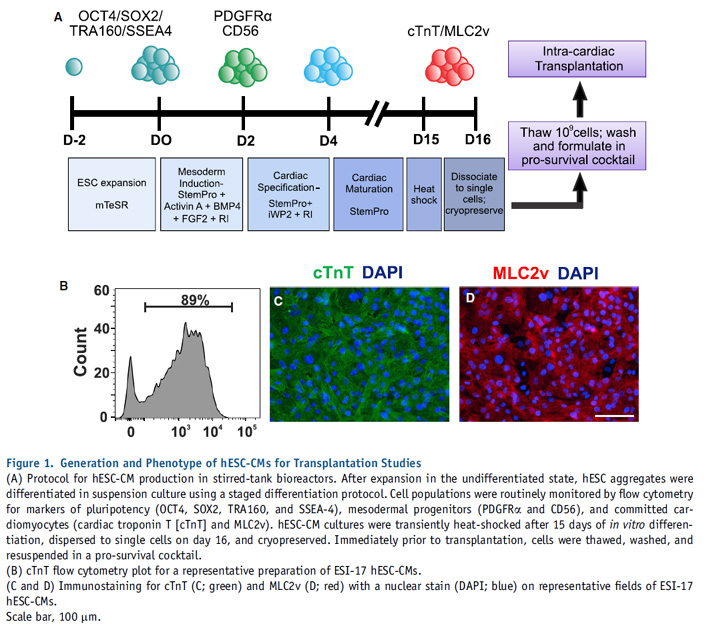 A
OCT4/SOX2/
TRA160/SSEA4
PDGFRα
CD56
cTnT/MLC2v
D-2
DO
D2
D4
D15
D16
ESC expansion
mTeSR
Mesoderm
Induction-
StemPro +
Activin A + BMP4
+ FGF2 + RI
Cardiac
Specification-
StemPro+
iWP2 + RI
Cardiac
Maturation
StemPro
Heat
shock
Dissociate
to single
cells;
cryopreserve
Intra-cardiac
Transplantation
Thaw 10⁹cells; wash
and formulate in
pro-survival cocktail
B
89%
Count
60
40
20
0
0
10³
10⁴
10⁵
cTnT DAPI
C
MLC2v DAPI
D
Figure 1. Generation and Phenotype of hESC-CMs for Transplantation Studies
(A) Protocol for hESC-CM production in stirred-tank bioreactors. After expansion in the undifferentiated state, hESC aggregates were
differentiated in suspension culture using a staged differentiation protocol. Cell populations were routinely monitored by flow cytometry
for markers of pluripotency (OCT4, SOX2, TRA160, and SSEA-4), mesodermal progenitors (PDGFRα and CD56), and committed car-
diomyocytes (cardiac troponin T [cTnT] and MLC2v). hESC-CM cultures were transiently heat-shocked after 15 days of in vitro differen-
tiation, dispersed to single cells on day 16, and cryopreserved. Immediately prior to transplantation, cells were thawed, washed, and
resuspended in a pro-survival cocktail.
(B) cTnT flow cytometry plot for a representative preparation of ESI-17 hESC-CMs.
(C and D) Immunostaining for cTnT (C; green) and MLC2v (D; red) with a nuclear stain (DAPI; blue) on representative fields of ESI-17
hESC-CMs.
Scale bar, 100 μm.